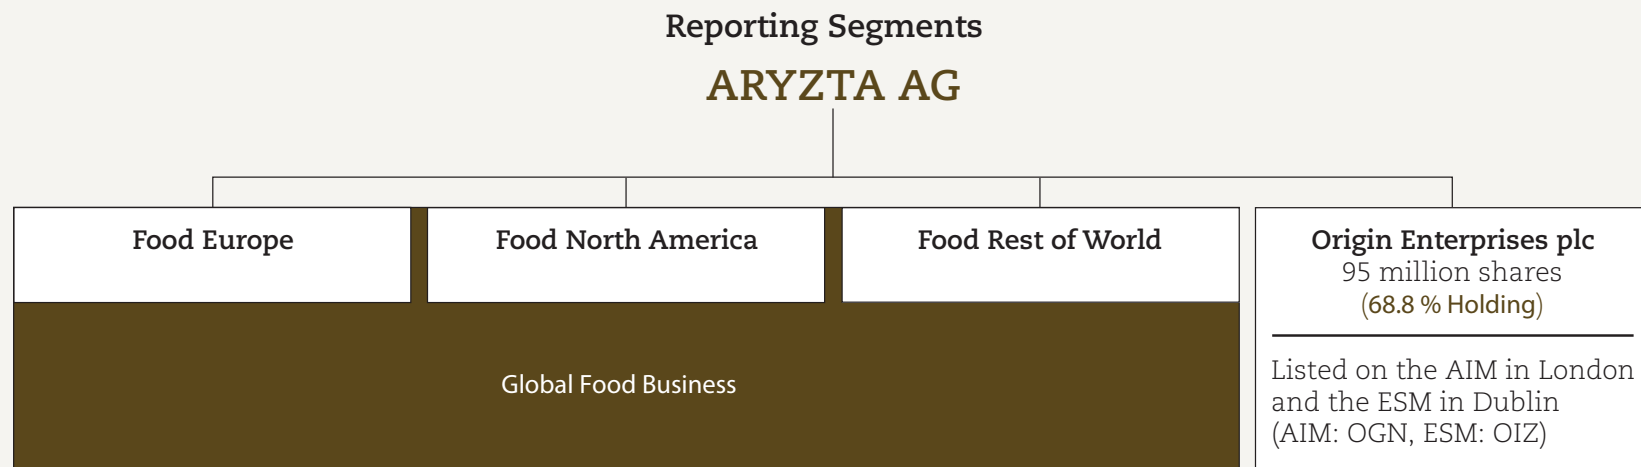 Reporting Segments
ARYZTA AG
Food Europe
Food North America
Food Rest of World
Origin Enterprises plc
95 million shares
(68.8 % Holding)
Global Food Business
Listed on the AIM in London
and the ESM in Dublin
(AIM: OGN, ESM: OIZ)